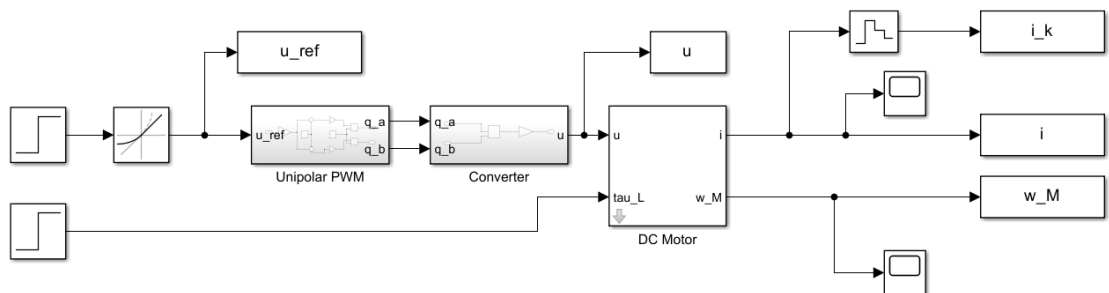 u_ref
u
i_k
u_ref
q_a
q_b
Unipolar PWM
q_a
q_b
u
Converter
u
tau_L
i
w_M
DC Motor
i
w_M